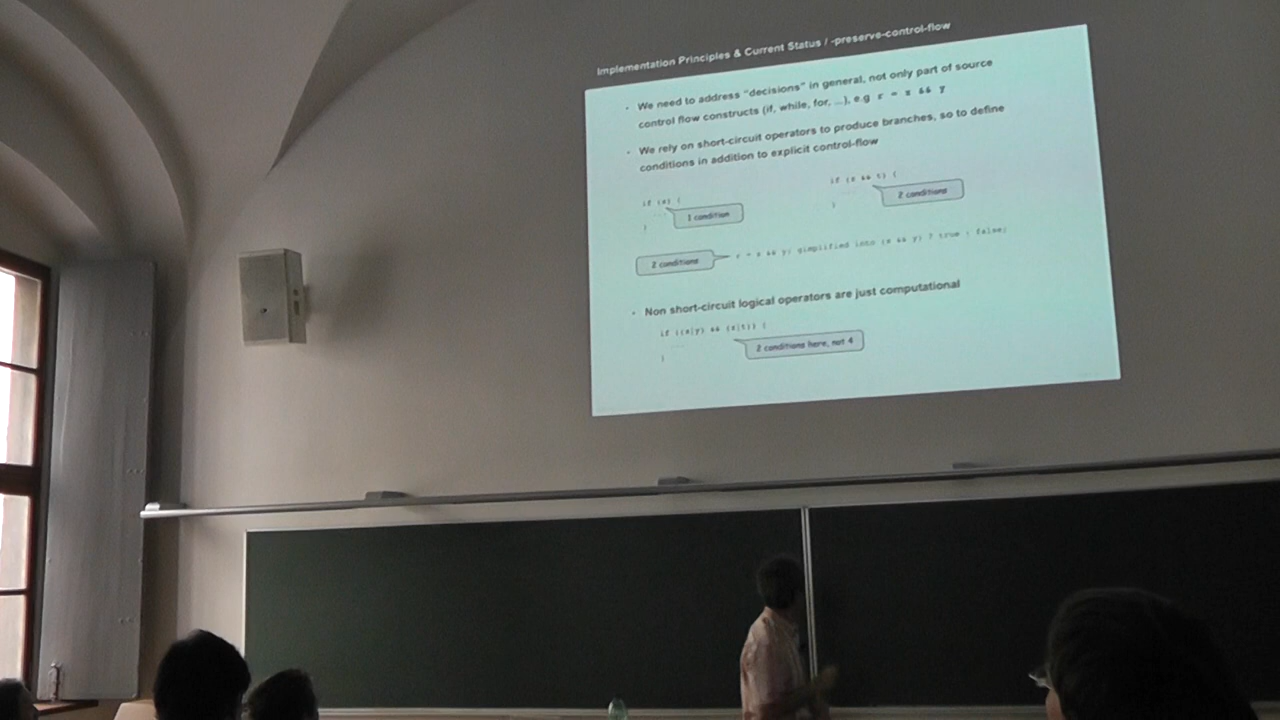 Implementation Principles & Current Status / -preserve-control-flow
- We need to address "decisions" in general, not only part of source
control flow constructs (if, while, for, ...), e.g r = x && y
- We rely on short-circuit operators to produce branches, so to define
conditions in addition to explicit control-flow
if (x) {
...
}
1 condition
if (x && t) {
...
}
2 conditions
2 conditions
r = x && y; simplified into (x && y) ? true : false;
- Non short-circuit logical operators are just computational
if ((x|y) && (z|t)) {
...
}
2 conditions here, not 4